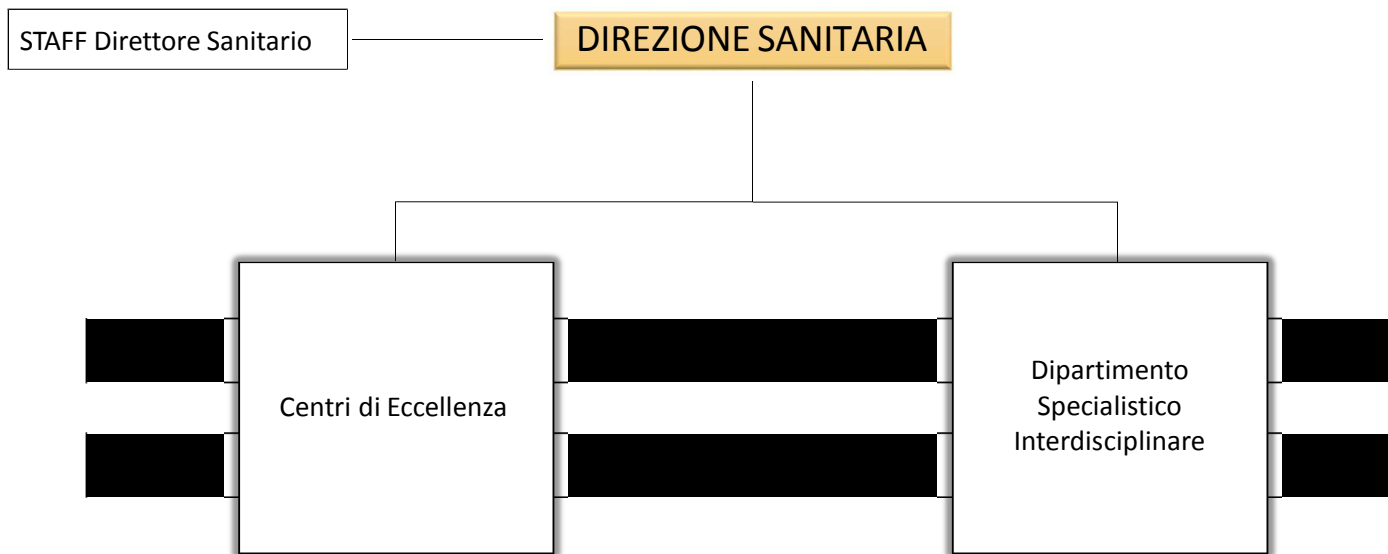 STAFF Direttore Sanitario
DIREZIONE SANITARIA
Centri di Eccellenza
Dipartimento
Specialistico
Interdisciplinare